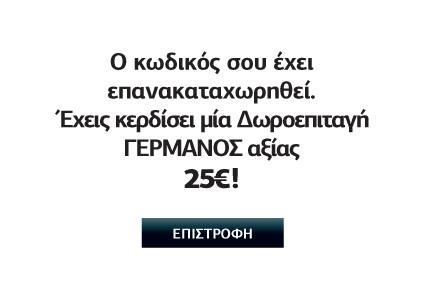 Ο κωδικός σου έχει
επανακαταχωρηθεί.
Έχεις κερδίσει μία Δωροεπιταγή
ΓΕΡΜΑΝΟΣ αξίας
25€!
ΕΠΙΣΤΡΟΦΗ